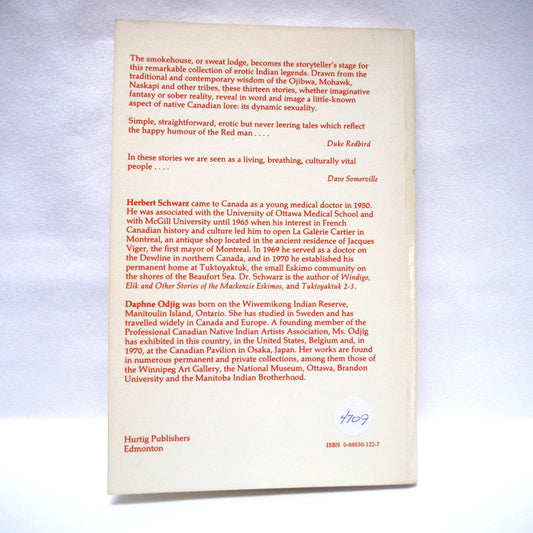 The smokehouse, or sweat lodge, becomes the storyteller's stage for
this remarkable collection of erotic Indian legends. Drawn from the
traditional and contemporary wisdom of the Ojibwa, Mohawk,
Naskapi and other tribes, these thirteen stories, whether imaginative
fantasy or sober reality, reveal in word and image a little-known
aspect of native Canadian lore: its dynamic sexuality.
Simple, straightforward, erotic but never leering tales which reflect
the happy humour of the Red man . . . .
Duke Redbird
In these stories we are seen as a living, breathing, culturally vital
people . . . .
Dave Somerville
Herbert Schwarz came to Canada as a young medical doctor in 1950.
He was associated with the University of Ottawa Medical School and
with McGill University until 1965 when his interest in French
Canadian history and culture led him to open La Galèrie Cartier in
Montreal, an antique shop located in the ancient residence of Jacques
Viger, the first mayor of Montreal. In 1969 he served as a doctor on
the Dewline in northern Canada, and in 1970 he established his
permanent home at Tuktoyaktuk, the small Eskimo community on
the shores of the Beaufort Sea. Dr. Schwarz is the author of Windigo,
Elik and Other Stories of the Mackenzie Eskimos, and Tuktoyaktuk 2-3.
Daphne Odjig was born on the Wiwemikong Indian Reserve,
Manitoulin Island, Ontario. She has studied in Sweden and has
travelled widely in Canada and Europe. A founding member of the
Professional Canadian Native Indian Artists Association, Ms. Odjig
has exhibited in this country, in the United States, Belgium and, in
1970, at the Canadian Pavilion in Osaka, Japan. Her works are found
in numerous permanent and private collections, among them those of
the Winnipeg Art Gallery, the National Museum, Ottawa, Brandon
University and the Manitoba Indian Brotherhood.
4709
Hurtig Publishers
Edmonton
ISBN 0-88830-122-7